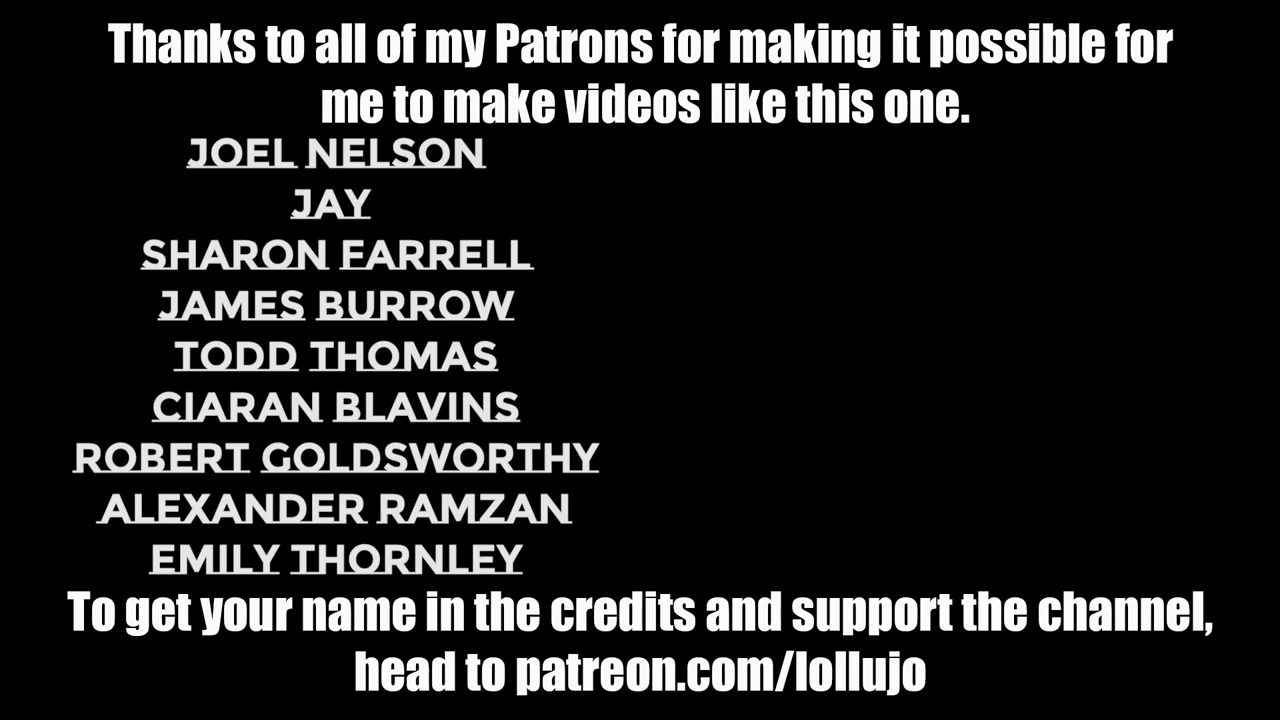 Thanks to all of my Patrons for making it possible for
me to make videos like this one.
JOEL NELSON
JAY
SHARON FARRELL
JAMES BURROW
TODD THOMAS
CIARAN BLAVINS
ROBERT GOLDSWORTHY
ALEXANDER RAMZAN
EMILY THORNLEY
To get your name in the credits and support the channel,
head to patreon.com/lollujo